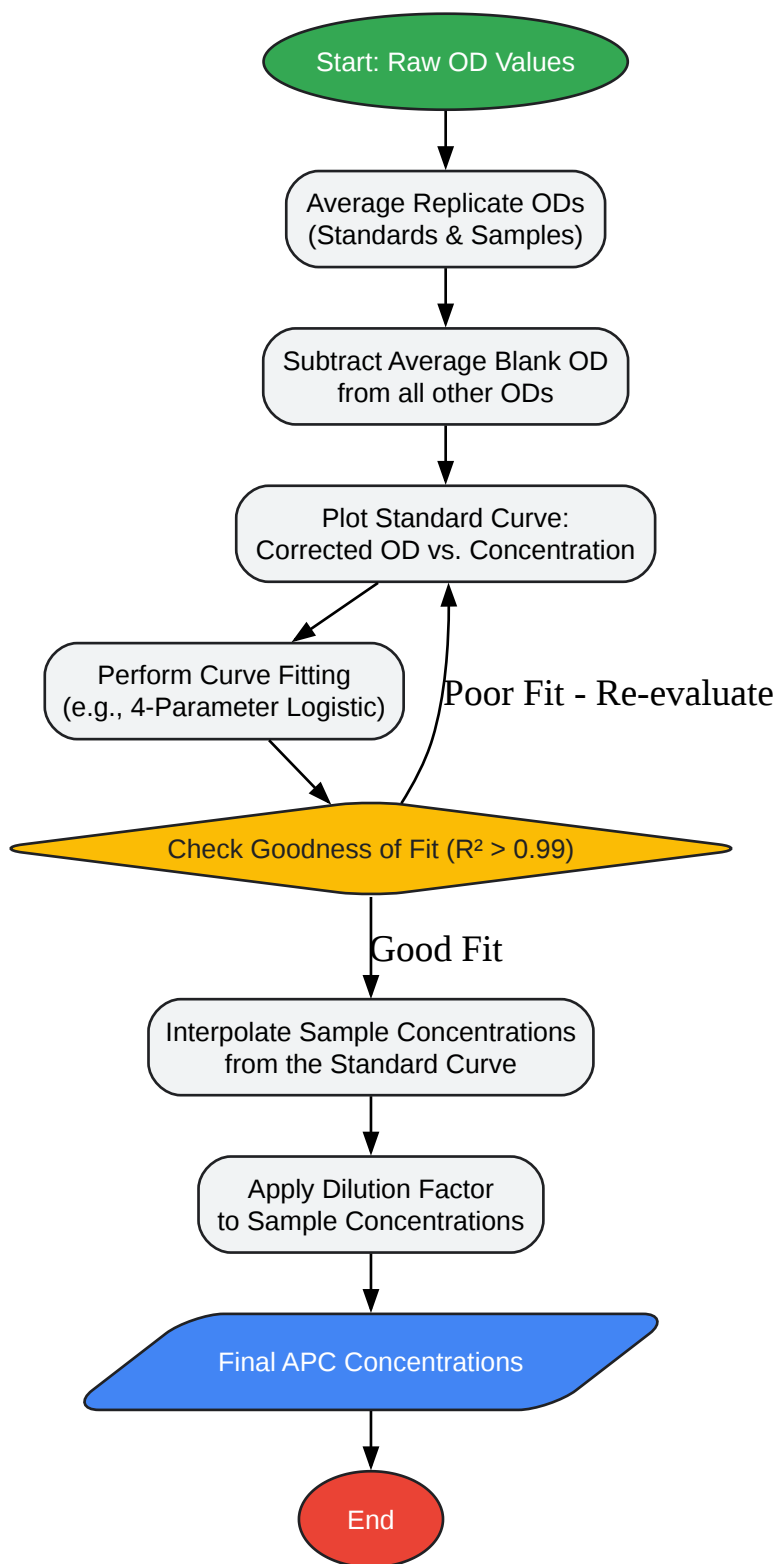 Start: Raw OD Values
Average Replicate ODs
(Standards & Samples)
Subtract Average Blank OD
from all other ODs
Plot Standard Curve:
Corrected OD vs. Concentration
Perform Curve Fitting
(e.g., 4-Parameter Logistic)
Poor Fit - Re-evaluate
Check Goodness of Fit (R² > 0.99)
Good Fit
Interpolate Sample Concentrations
from the Standard Curve
Apply Dilution Factor
to Sample Concentrations
Final APC Concentrations
End